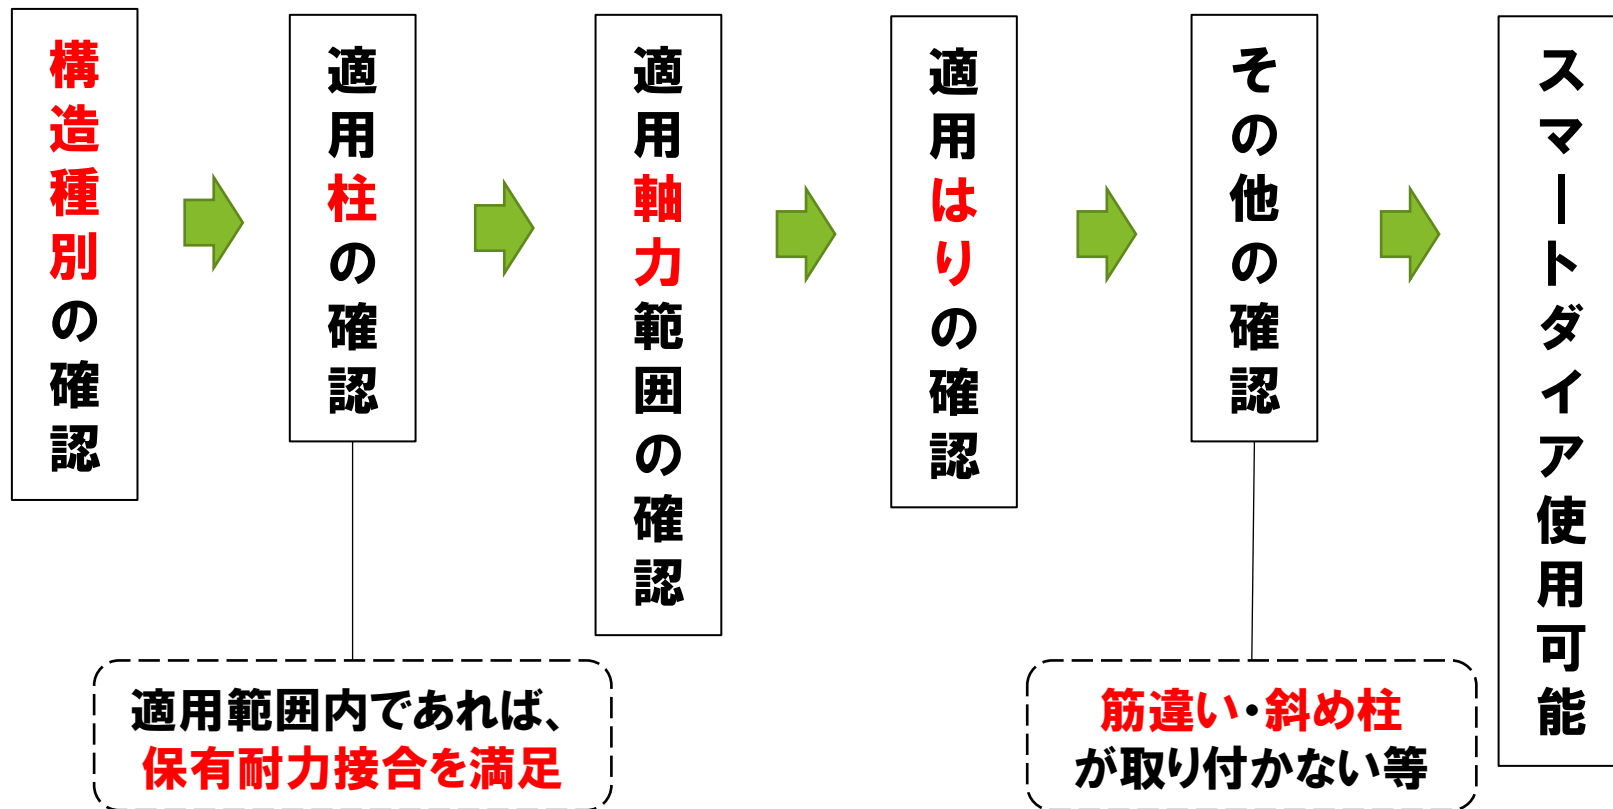 構造種別の確認
適用柱の確認
適用軸力範囲の確認
適用はりの確認
その他の確認
スマートダイア使用可能
適用範囲内であれば、
保有耐力接合を満足
筋違い・斜め柱
が取り付かない等